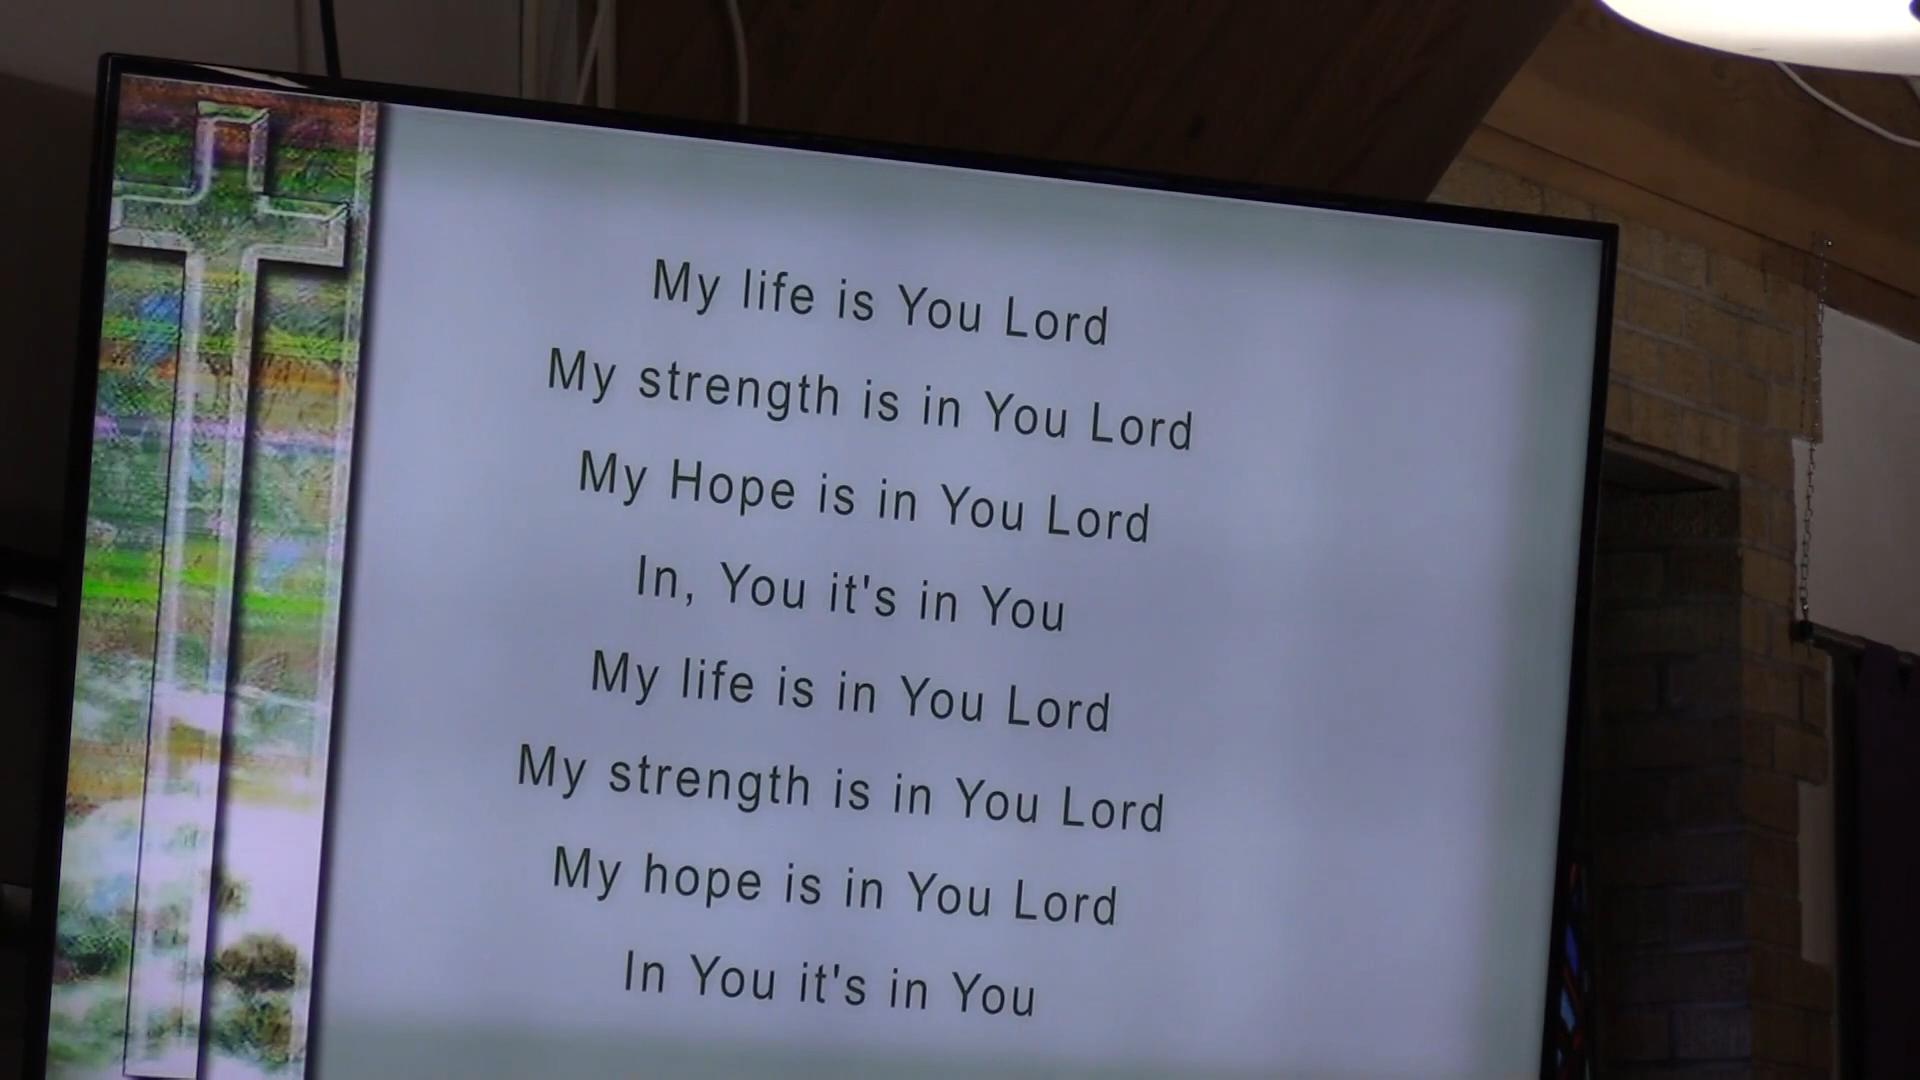 My life is You Lord
My strength is in You Lord
My Hope is in You Lord
In, You it's in You
My life is in You Lord
My strength is in You Lord
My hope is in You Lord
In You it's in You